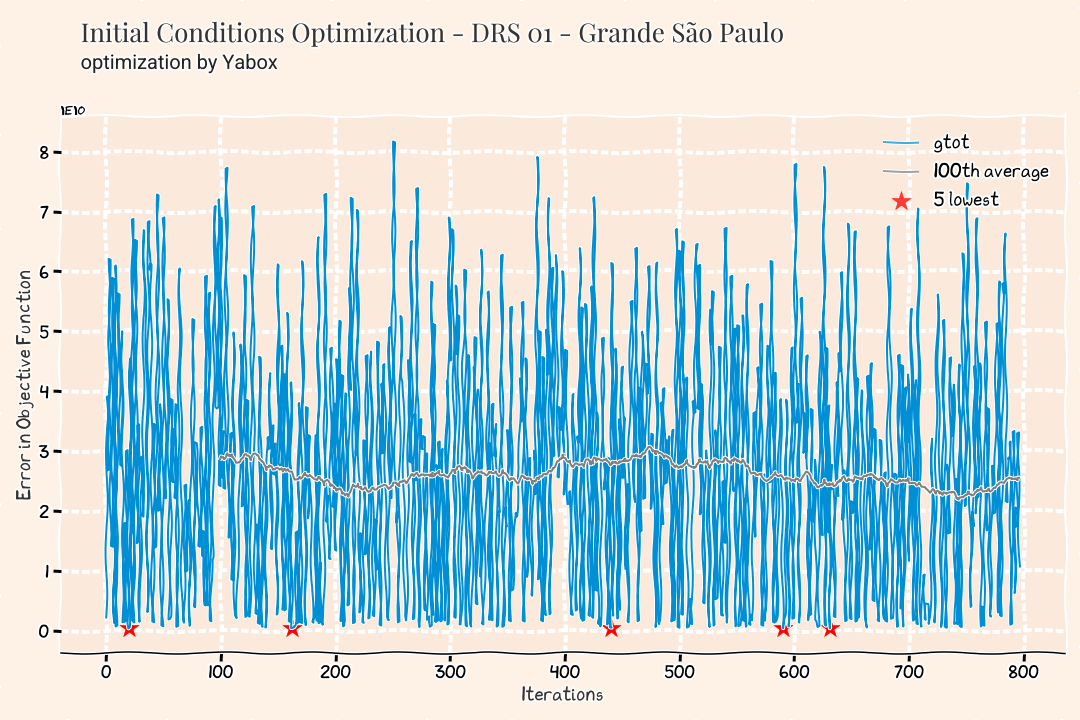 Initial Conditions Optimization - DRS 01 - Grande São Paulo
optimization by Yabox
1E10
gtot
100th average
5 lowest
Error in Objective Function
8
7
6
5
4
3
2
1
0
0 100 200 300 400 500 600 700 800
Iterations